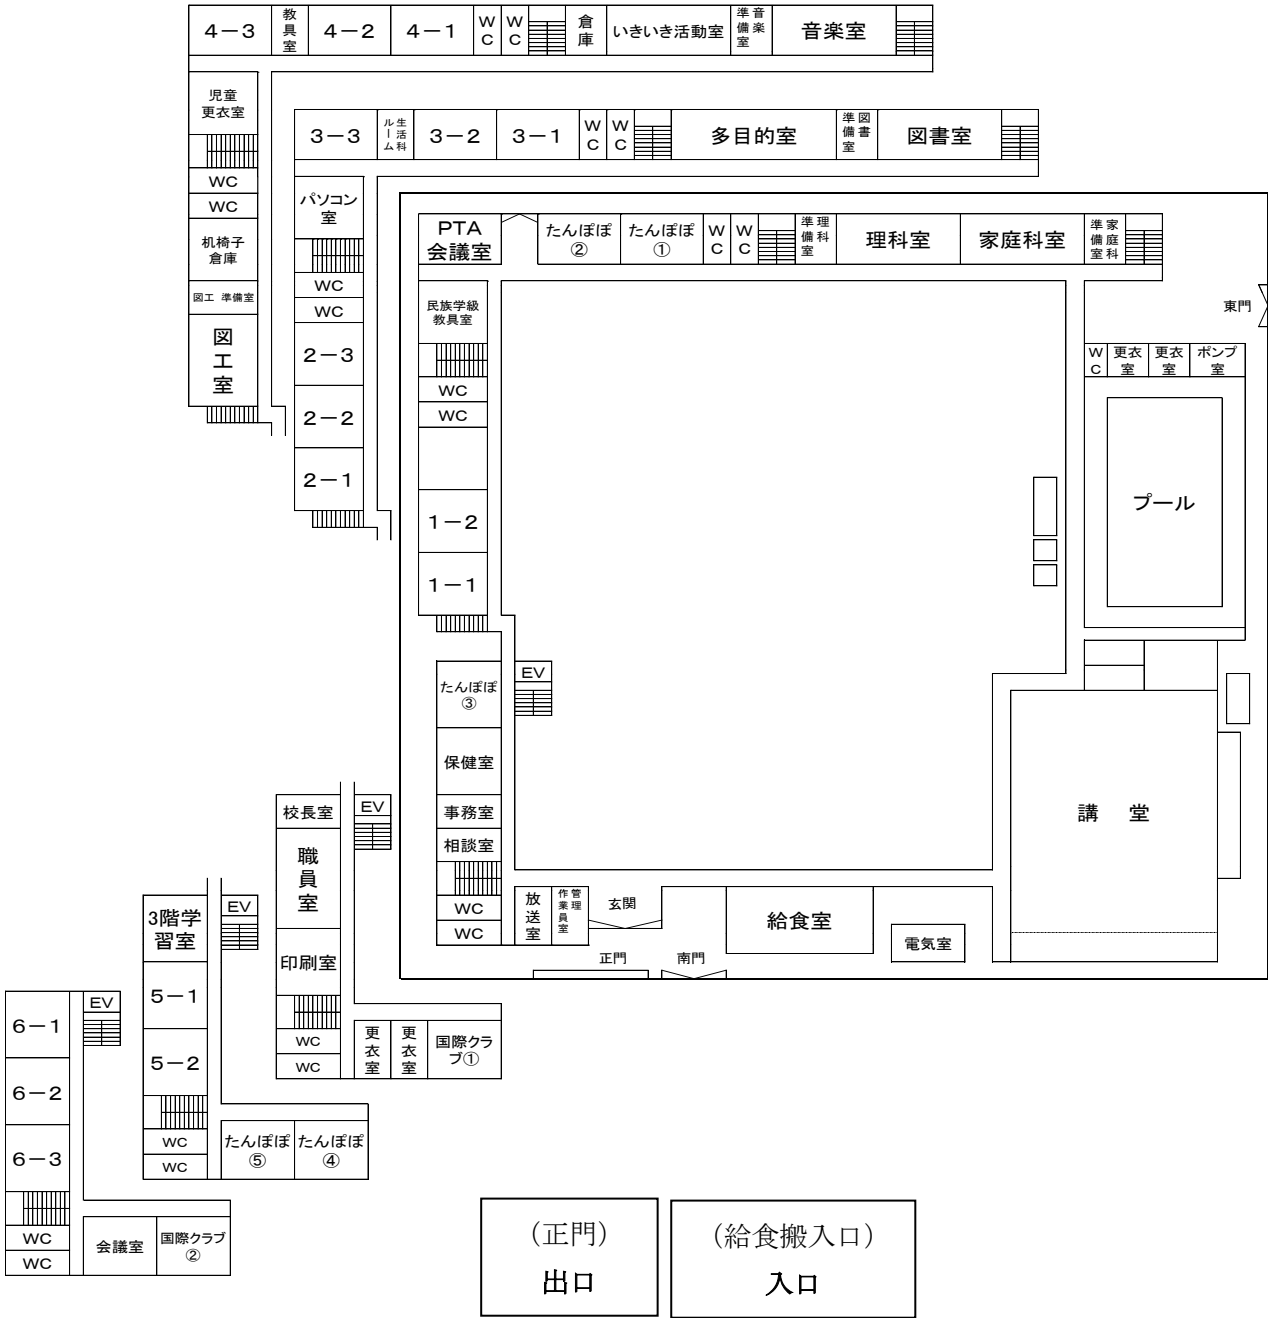 4－3
教具室
4－2
4－1
WC
WC
倉庫
いきいき活動室
音楽準備室
音楽室
児童
更衣室
WC
WC
机椅子
倉庫
図工 準備室
図工室
3－3
生活科ルーム
3－2
3－1
WC
WC
多目的室
図書準備室
図書室
パソコン
室
WC
WC
2－3
2－2
2－1
PTA
会議室
たんぽぽ
②
たんぽぽ
①
WC
WC
理科準備室
理科室
家庭科室
家庭科準備室
民族学級
教具室
WC
WC
1－2
1－1
東門
WC
更衣
室
更衣
室
ポンプ
室
プール
EV
たんぽぽ
③
保健室
事務室
相談室
WC
WC
放送室
管理作業員室
玄関
給食室
電気室
講 堂
正門
南門
校長室
EV
職員室
印刷室
WC
WC
更衣室
更衣室
国際クラ
ブ①
3階学
習室
EV
5－1
5－2
WC
WC
たんぽぽ
⑤
たんぽぽ
④
6－1
EV
6－2
6－3
WC
WC
会議室
国際クラブ
②
（正門）
出口
（給食搬入口）
入口